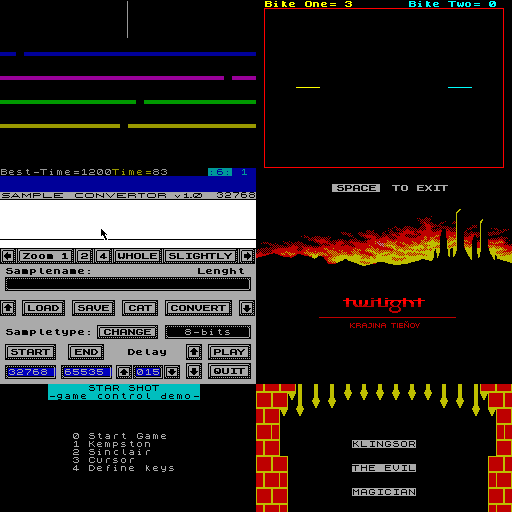 Bike One= 3 Bike Two= 0
Best-Time=1200Time=83 :6: 1
SPACE TO EXIT
SAMPLE CONVERTOR v1.0 32768
Zoom 1 2 4 WHOLE SLIGHTLY
Samplename: Lenght
LOAD SAVE CAT CONVERT
Sampletype: CHANGE 8-bits
START END Delay PLAY
32768 65535 015 QUIT
twilight
KRAJINA TIEŇOV
STAR SHOT
-game control demo-
0 Start Game
1 Kempston
2 Sinclair
3 Cursor
4 Define keys
KLINGSOR
THE EVIL
MAGICIAN